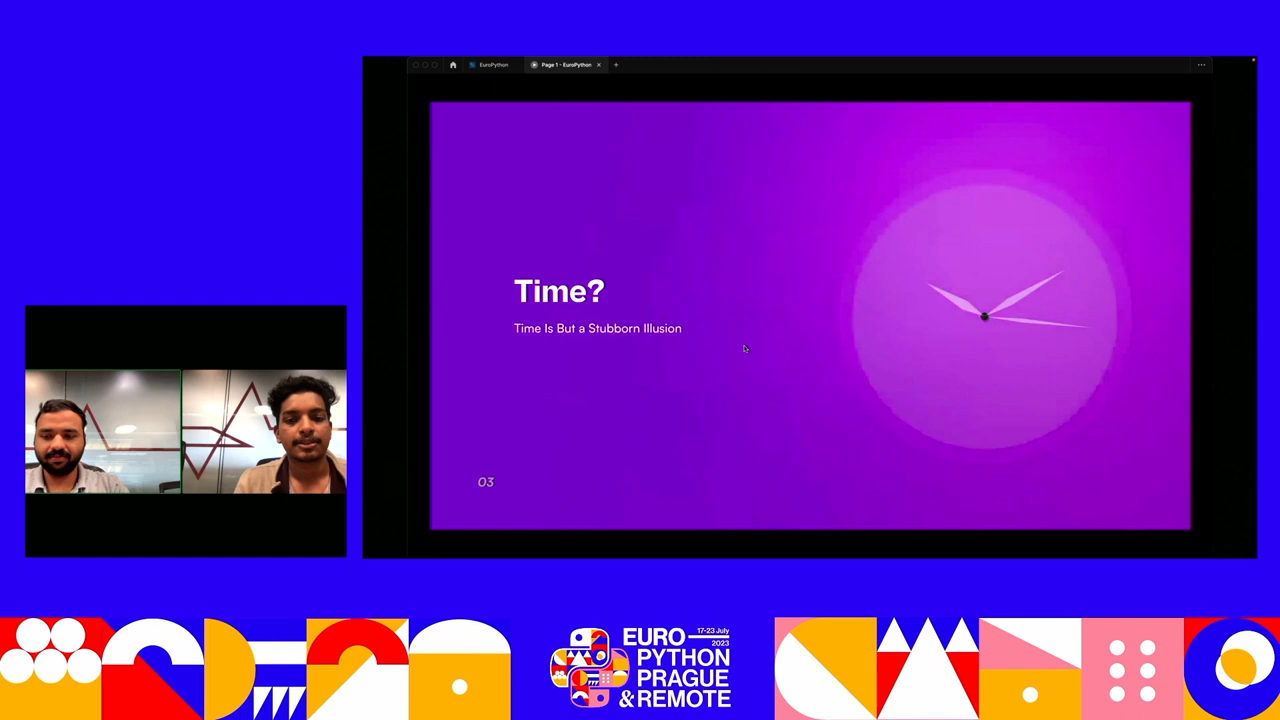 EuroPython
Page 1 - EuroPython
Time?
Time Is But a Stubborn Illusion
03
17-23 July
2023
EURO
PYTHON
PRAGUE
& REMOTE